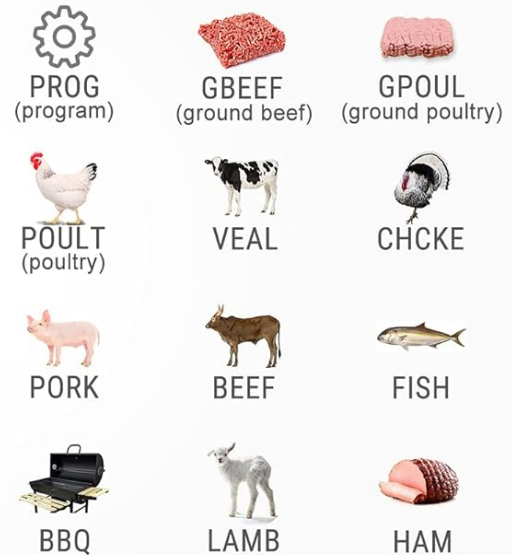 PROG
(program)
GBEEF
(ground beef)
GPOUL
(ground poultry)
POULT
(poultry)
VEAL
CHCKE
PORK
BEEF
FISH
BBQ
LAMB
HAM